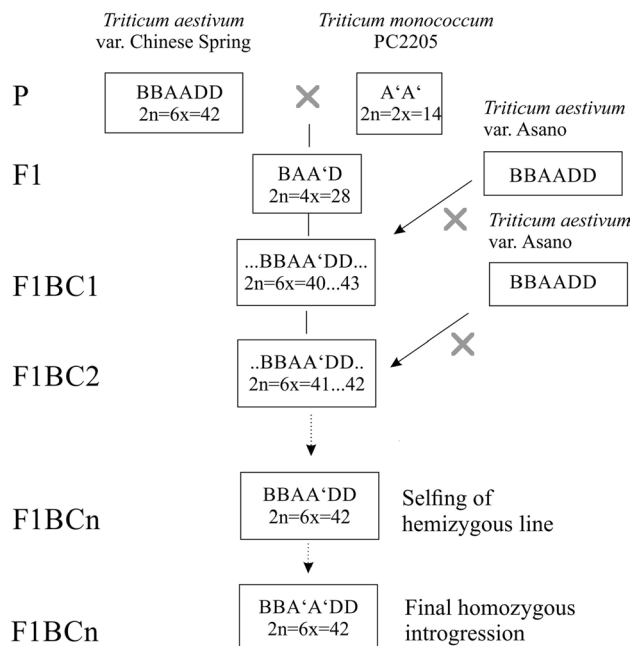 Triticum aestivum
var. Chinese Spring
Triticum monococcum
PC2205
P
BBAADD
2n=6x=42
A‘A‘
2n=2x=14
Triticum aestivum
var. Asano
F1
BAA‘D
2n=4x=28
BBAADD
Triticum aestivum
var. Asano
F1BC1
...BBAA‘DD...
2n=6x=40...43
BBAADD
F1BC2
..BBAA‘DD..
2n=6x=41...42
F1BCn
BBAA‘DD
2n=6x=42
Selfing of
hemizygous line
F1BCn
BBA‘A‘DD
2n=6x=42
Final homozygous
introgression